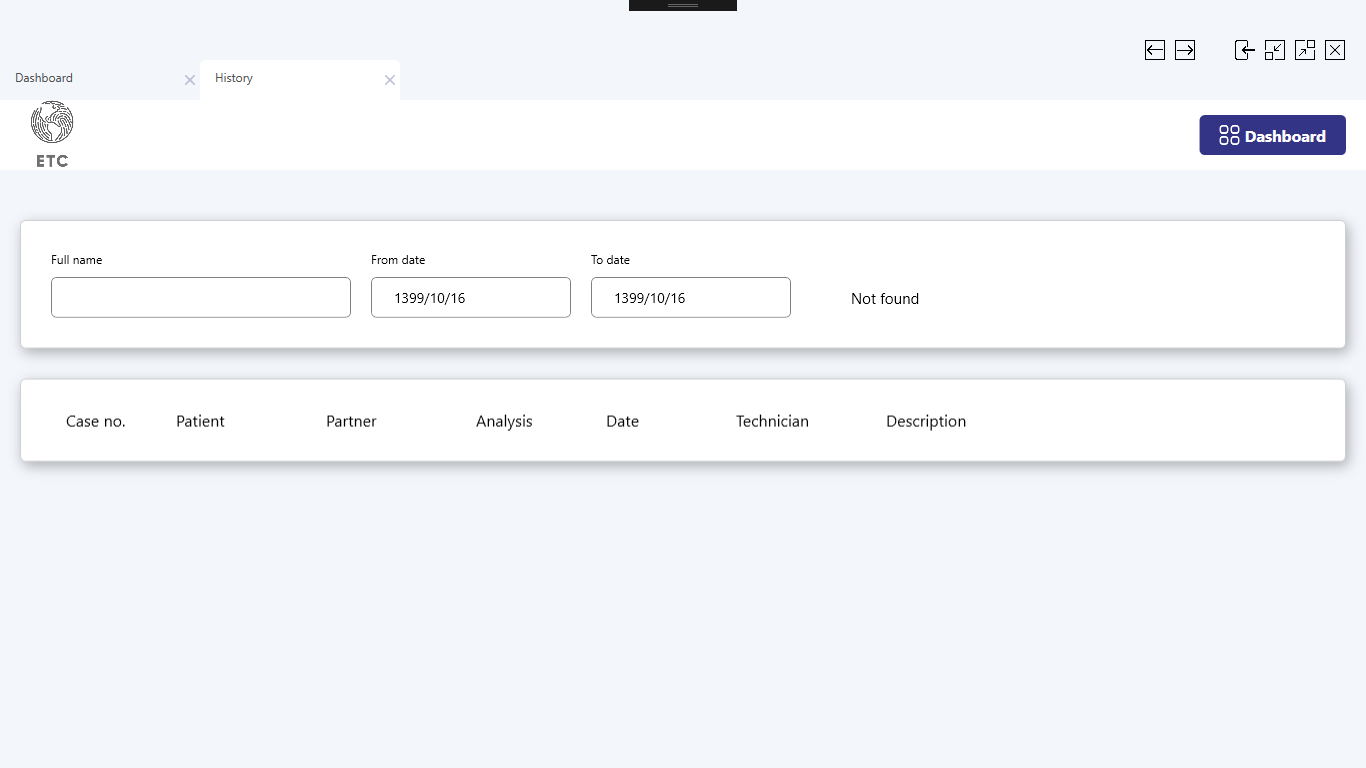 Dashboard
History
ETC
Dashboard
Full name
From date
To date
1399/10/16
1399/10/16
Not found
Case no.
Patient
Partner
Analysis
Date
Technician
Description